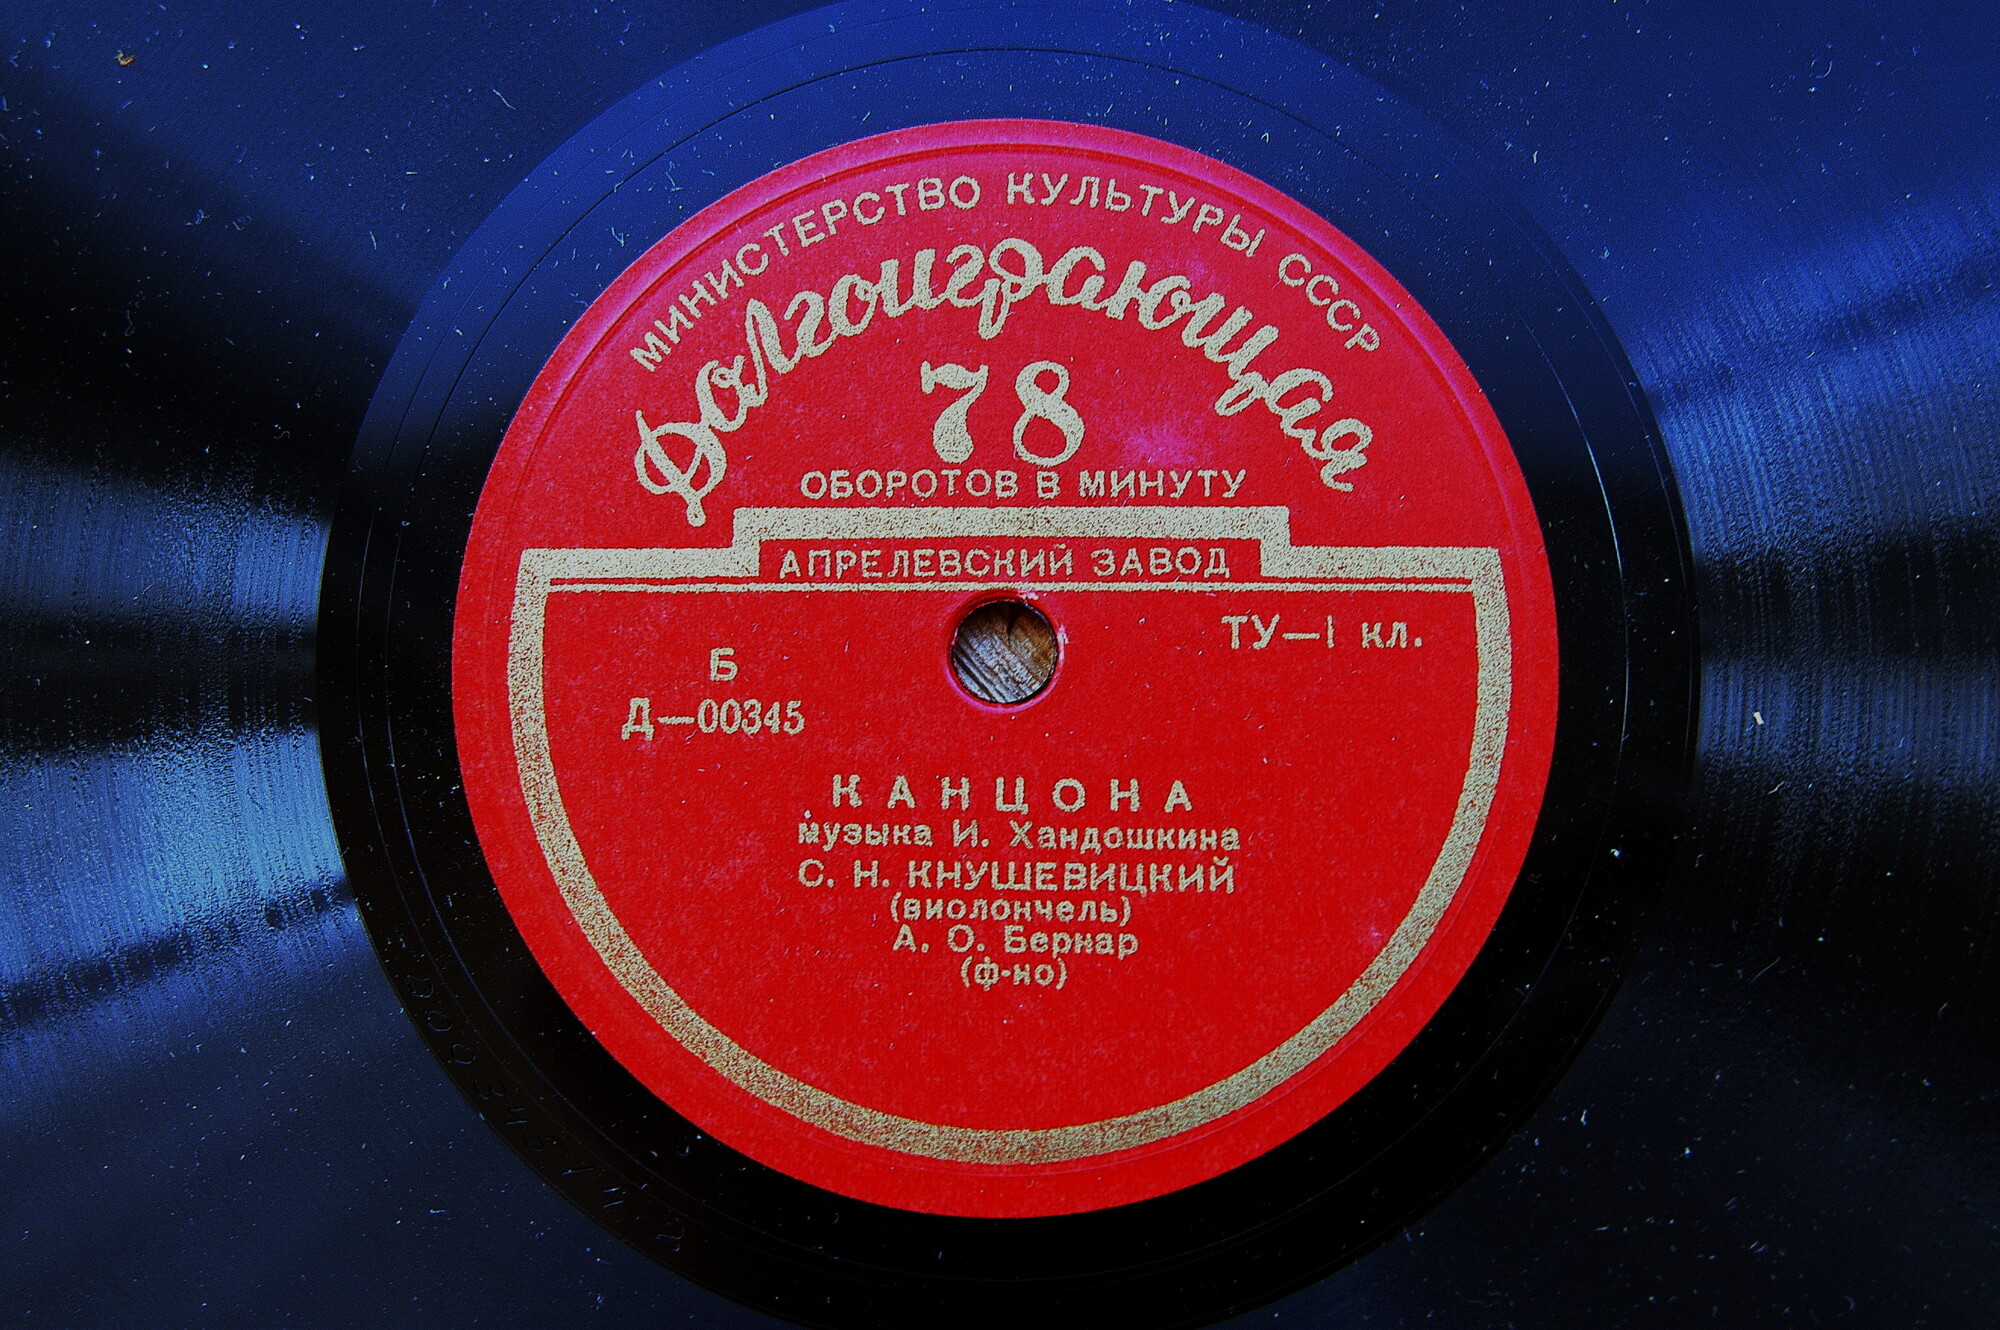 МИНИСТЕРСТВО КУЛЬТУРЫ СССР
Долгоиграющая
78
ОБОРОТОВ В МИНУТУ
АПРЕЛЕВСКИЙ ЗАВОД
ТУ—1 кл.
Б
Д—00345
КАНЦОНА
музыка И. Хандошкина
С. Н. КНУШЕВИЦКИЙ
(виолончель)
А. О. Бернар
(ф-но)